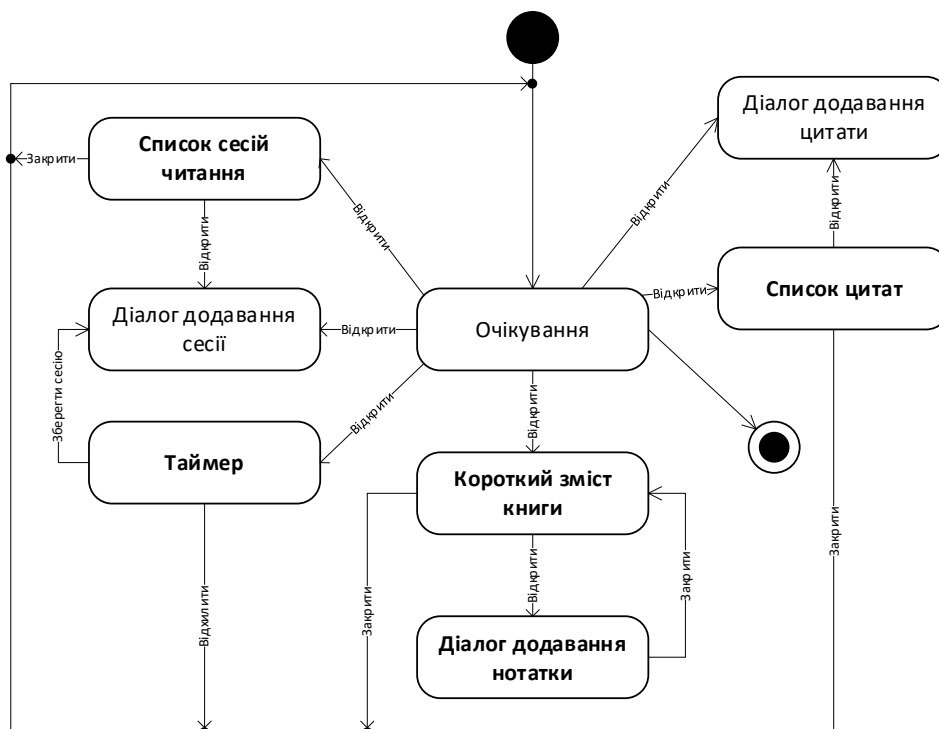 Діалог додавання
цитати
Список сесій
читання
Закрити
Відкрити
Відкрити
Відкрити
Відкрити
Відкрити
Список цитат
Діалог додавання
сесії
Відкрити
Очікування
Зберегти сесію
Відкрити
Відкрити
Таймер
Короткий зміст
книги
Закрити
Відкрити
Закрити
Закрити
Відхилити
Діалог додавання
нотатки